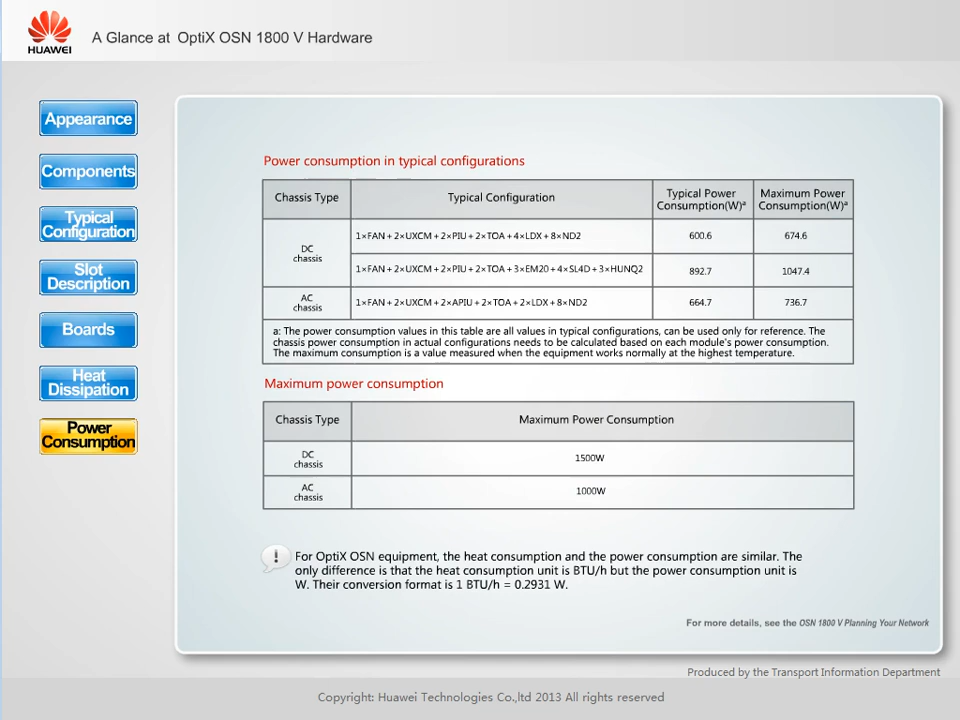 HUAWEI
A Glance at OptiX OSN 1800 V Hardware
Appearance
Components
Typical
Configuration
Slot
Description
Boards
Heat
Dissipation
Power
Consumption
Power consumption in typical configurations
Chassis Type Typical Configuration Typical Power Consumption(W)ᵃ Maximum Power Consumption(W)ᵃ
DC chassis
1×FAN + 2×UXCM + 2×PIU + 2×TOA + 4×LDX + 8×ND2 600.6 674.6
1×FAN + 2×UXCM + 2×PIU + 2×TOA + 3×EM20 + 4×SL4D + 3×HUNQ2 892.7 1047.4
AC chassis 1×FAN + 2×UXCM + 2×APIU + 2×TOA + 2×LDX + 8×ND2 664.7 736.7
a: The power consumption values in this table are all values in typical configurations, can be used only for reference. The
chassis power consumption in actual configurations needs to be calculated based on each module's power consumption.
The maximum consumption is a value measured when the equipment works normally at the highest temperature.
Maximum power consumption
Chassis Type Maximum Power Consumption
DC chassis 1500W
AC chassis 1000W
For OptiX OSN equipment, the heat consumption and the power consumption are similar. The
only difference is that the heat consumption unit is BTU/h but the power consumption unit is
W. Their conversion format is 1 BTU/h = 0.2931 W.
For more details, see the OSN 1800 V Planning Your Network
Produced by the Transport Information Department
Copyright: Huawei Technologies Co.,ltd 2013 All rights reserved